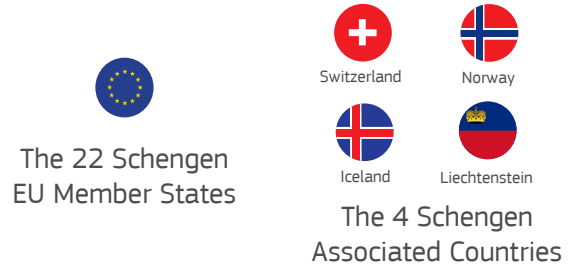 The 22 Schengen
EU Member States
Switzerland
Norway
Iceland
Liechtenstein
The 4 Schengen
Associated Countries